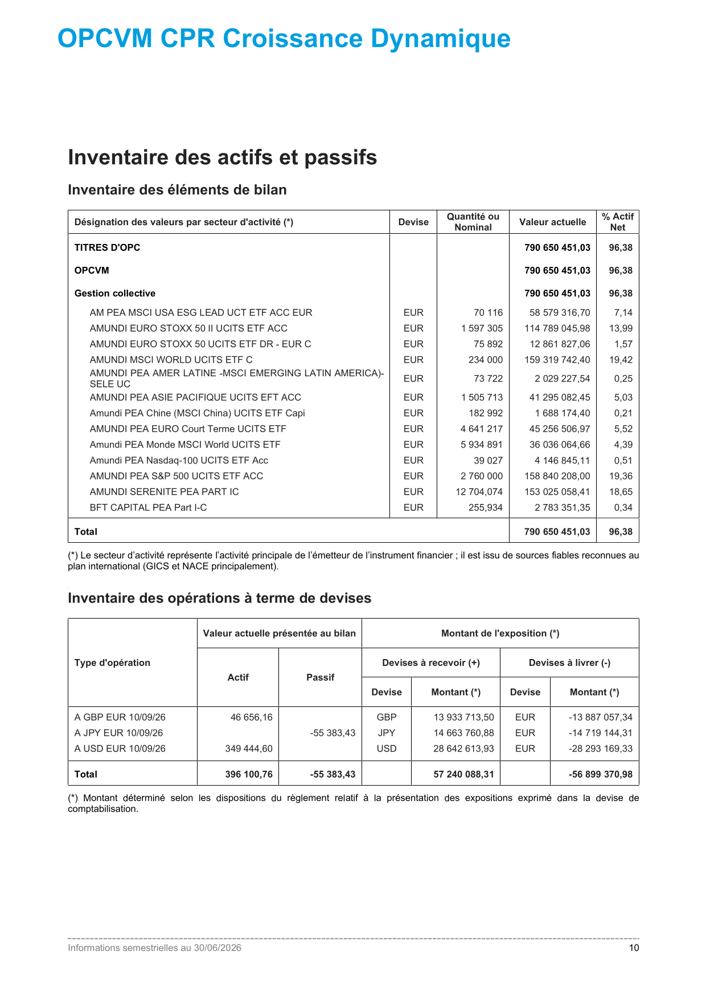 OPCVM CPR Croissance Dynamique
Inventaire des actifs et passifs
Inventaire des éléments de bilan
Désignation des valeurs par secteur d'activité (*) Devise Quantité ou Nominal Valeur actuelle % Actif Net
TITRES D'OPC 790 650 451,03 96,38
OPCVM 790 650 451,03 96,38
Gestion collective 790 650 451,03 96,38
AM PEA MSCI USA ESG LEAD UCT ETF ACC EUR EUR 70 116 58 579 316,70 7,14
AMUNDI EURO STOXX 50 II UCITS ETF ACC EUR 1 597 305 114 789 045,98 13,99
AMUNDI EURO STOXX 50 UCITS ETF DR - EUR C EUR 75 892 12 861 827,06 1,57
AMUNDI MSCI WORLD UCITS ETF C EUR 234 000 159 319 742,40 19,42
AMUNDI PEA AMER LATINE -MSCI EMERGING LATIN AMERICA)-
SELE UC EUR 73 722 2 029 227,54 0,25
AMUNDI PEA ASIE PACIFIQUE UCITS EFT ACC EUR 1 505 713 41 295 082,45 5,03
Amundi PEA Chine (MSCI China) UCITS ETF Capi EUR 182 992 1 688 174,40 0,21
AMUNDI PEA EURO Court Terme UCITS ETF EUR 4 641 217 45 256 506,97 5,52
Amundi PEA Monde MSCI World UCITS ETF EUR 5 934 891 36 036 064,66 4,39
Amundi PEA Nasdaq-100 UCITS ETF Acc EUR 39 027 4 146 845,11 0,51
AMUNDI PEA S&P 500 UCITS ETF ACC EUR 2 760 000 158 840 208,00 19,36
AMUNDI SERENITE PEA PART IC EUR 12 704,074 153 025 058,41 18,65
BFT CAPITAL PEA Part I-C EUR 255,934 2 783 351,35 0,34
Total 790 650 451,03 96,38
(*) Le secteur d’activité représente l’activité principale de l’émetteur de l’instrument financier ; il est issu de sources fiables reconnues au
plan international (GICS et NACE principalement).
Inventaire des opérations à terme de devises
Valeur actuelle présentée au bilan Montant de l'exposition (*)
Type d'opération Actif Passif Devises à recevoir (+) Devises à livrer (-)
Devise Montant (*) Devise Montant (*)
A GBP EUR 10/09/26 46 656,16 GBP 13 933 713,50 EUR -13 887 057,34
A JPY EUR 10/09/26 -55 383,43 JPY 14 663 760,88 EUR -14 719 144,31
A USD EUR 10/09/26 349 444,60 USD 28 642 613,93 EUR -28 293 169,33
Total 396 100,76 -55 383,43 57 240 088,31 -56 899 370,98
(*) Montant déterminé selon les dispositions du règlement relatif à la présentation des expositions exprimé dans la devise de
comptabilisation.
Informations semestrielles au 30/06/2026 10